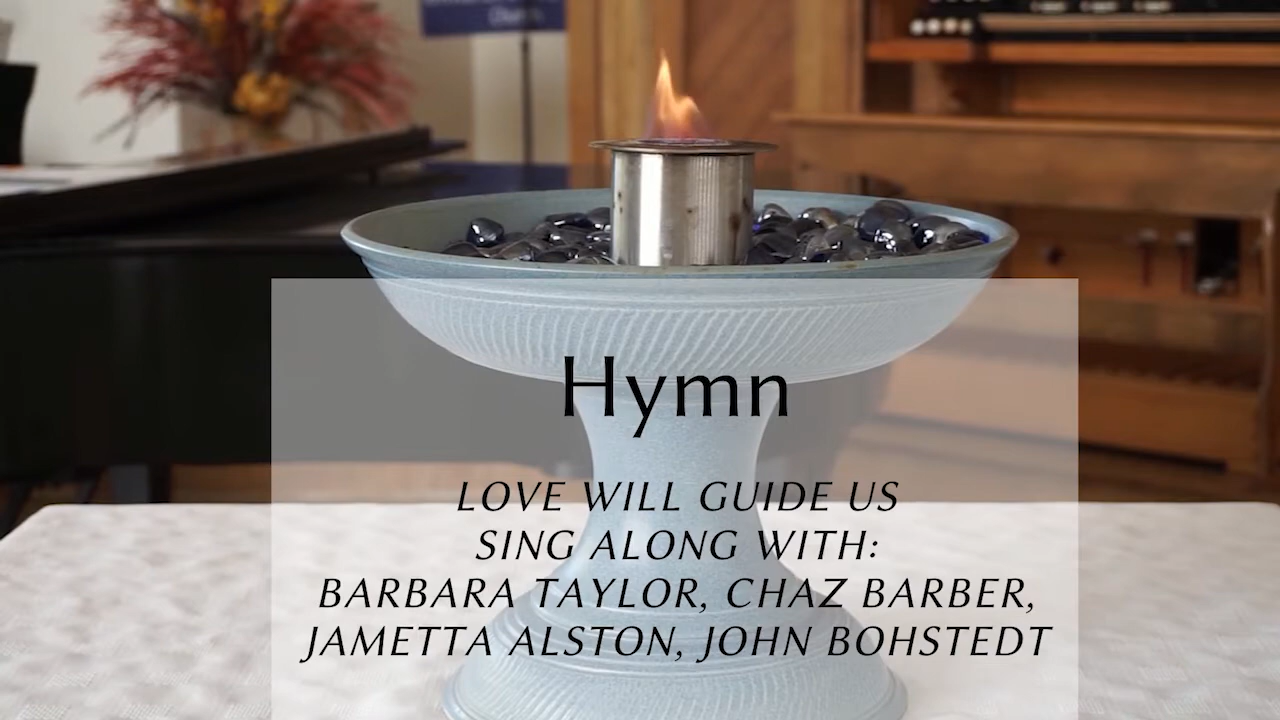 Hymn
LOVE WILL GUIDE US
SING ALONG WITH:
BARBARA TAYLOR, CHAZ BARBER,
JAMETTA ALSTON, JOHN BOHSTEDT